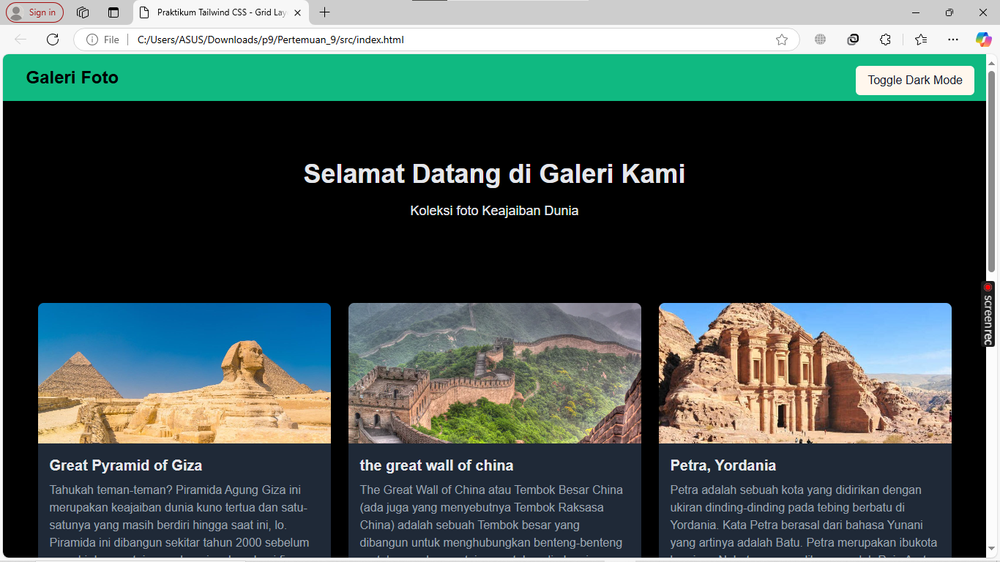 Sign in
Praktikum Tailwind CSS - Grid Lay
File
C:/Users/ASUS/Downloads/p9/Pertemuan_9/src/index.html
Galeri Foto
Toggle Dark Mode
Selamat Datang di Galeri Kami
Koleksi foto Keajaiban Dunia
screenrec
Great Pyramid of Giza
Tahukah teman-teman? Piramida Agung Giza ini
merupakan keajaiban dunia kuno tertua dan satu-
satunya yang masih berdiri hingga saat ini, lo.
Piramida ini dibangun sekitar tahun 2000 sebelum
the great wall of china
The Great Wall of China atau Tembok Besar China
(ada juga yang menyebutnya Tembok Raksasa
China) adalah sebuah Tembok besar yang
dibangun untuk menghubungkan benteng-benteng
Petra, Yordania
Petra adalah sebuah kota yang didirikan dengan
ukiran dinding-dinding pada tebing berbatu di
Yordania. Kata Petra berasal dari bahasa Yunani
yang artinya adalah Batu. Petra merupakan ibukota